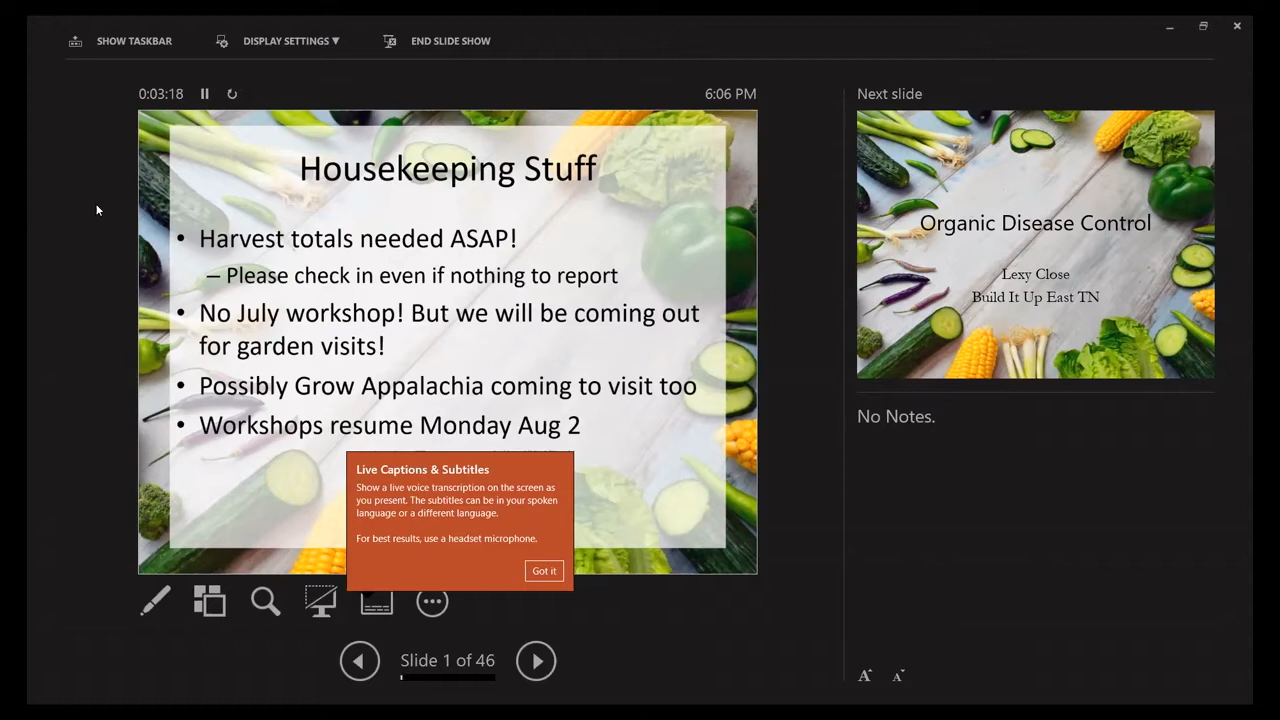 SHOW TASKBAR
DISPLAY SETTINGS ▼
END SLIDE SHOW
0:03:18
6:06 PM
Housekeeping Stuff
• Harvest totals needed ASAP!
– Please check in even if nothing to report
• No July workshop! But we will be coming out
for garden visits!
• Possibly Grow Appalachia coming to visit too
• Workshops resume Monday Aug 2
Live Captions & Subtitles
Show a live voice transcription on the screen as
you present. The subtitles can be in your spoken
language or a different language.
For best results, use a headset microphone.
Got it
Slide 1 of 46
Next slide
Organic Disease Control
Lexy Close
Build It Up East TN
No Notes.
A A